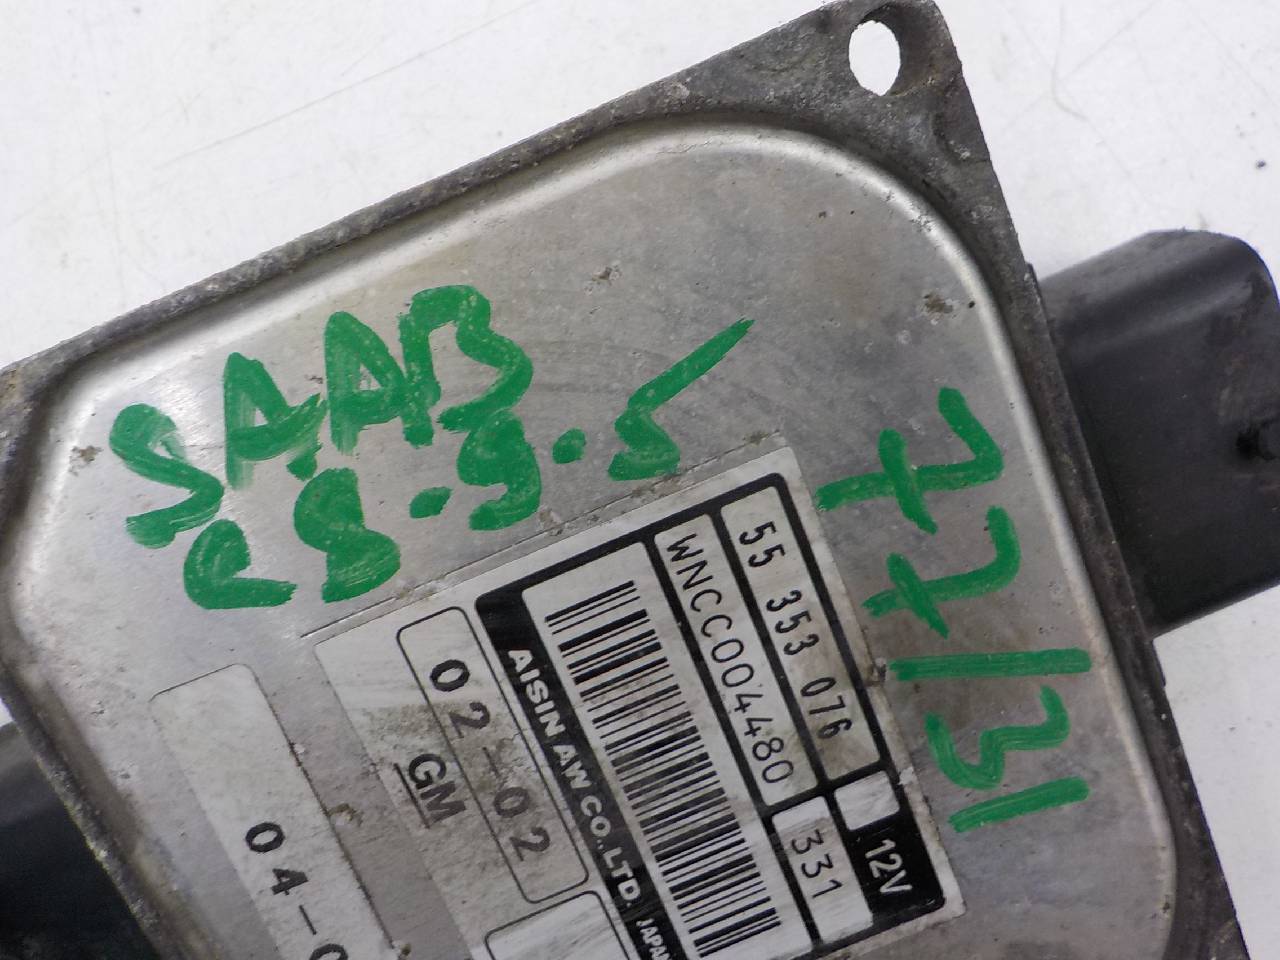 SAAB
CS.9.5
77/31
55 353 076
12V
WNCC004480
331
AISIN AW CO., LTD. JAPAN
02-02
GM
04-0